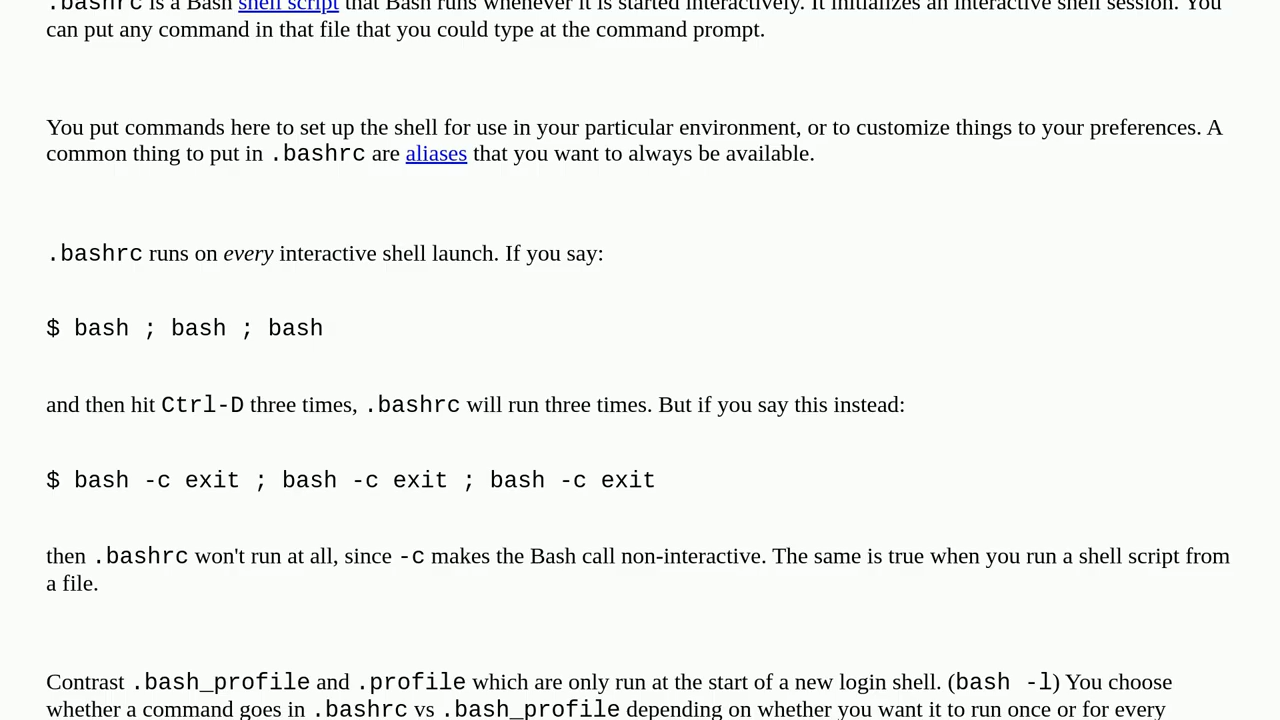 .bashrc is a Bash shell script that Bash runs whenever it is started interactively. It initializes an interactive shell session. You
can put any command in that file that you could type at the command prompt.
You put commands here to set up the shell for use in your particular environment, or to customize things to your preferences. A
common thing to put in .bashrc are aliases that you want to always be available.
.bashrc runs on every interactive shell launch. If you say:
$ bash ; bash ; bash
and then hit Ctrl-D three times, .bashrc will run three times. But if you say this instead:
$ bash -c exit ; bash -c exit ; bash -c exit
then .bashrc won't run at all, since -c makes the Bash call non-interactive. The same is true when you run a shell script from
a file.
Contrast .bash_profile and .profile which are only run at the start of a new login shell. (bash -l) You choose
whether a command goes in .bashrc vs .bash_profile depending on whether you want it to run once or for every